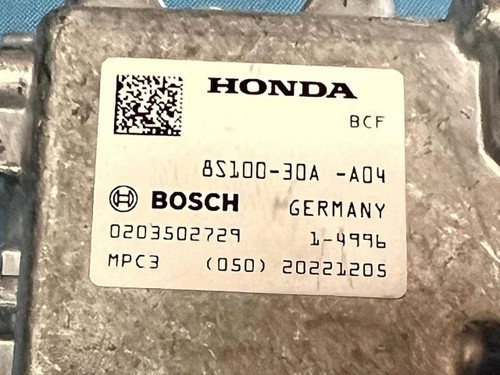 HONDA
BCF
8S100-30A -A04
BOSCH GERMANY
0203502729 1-4996
MPC3 (050) 20221205